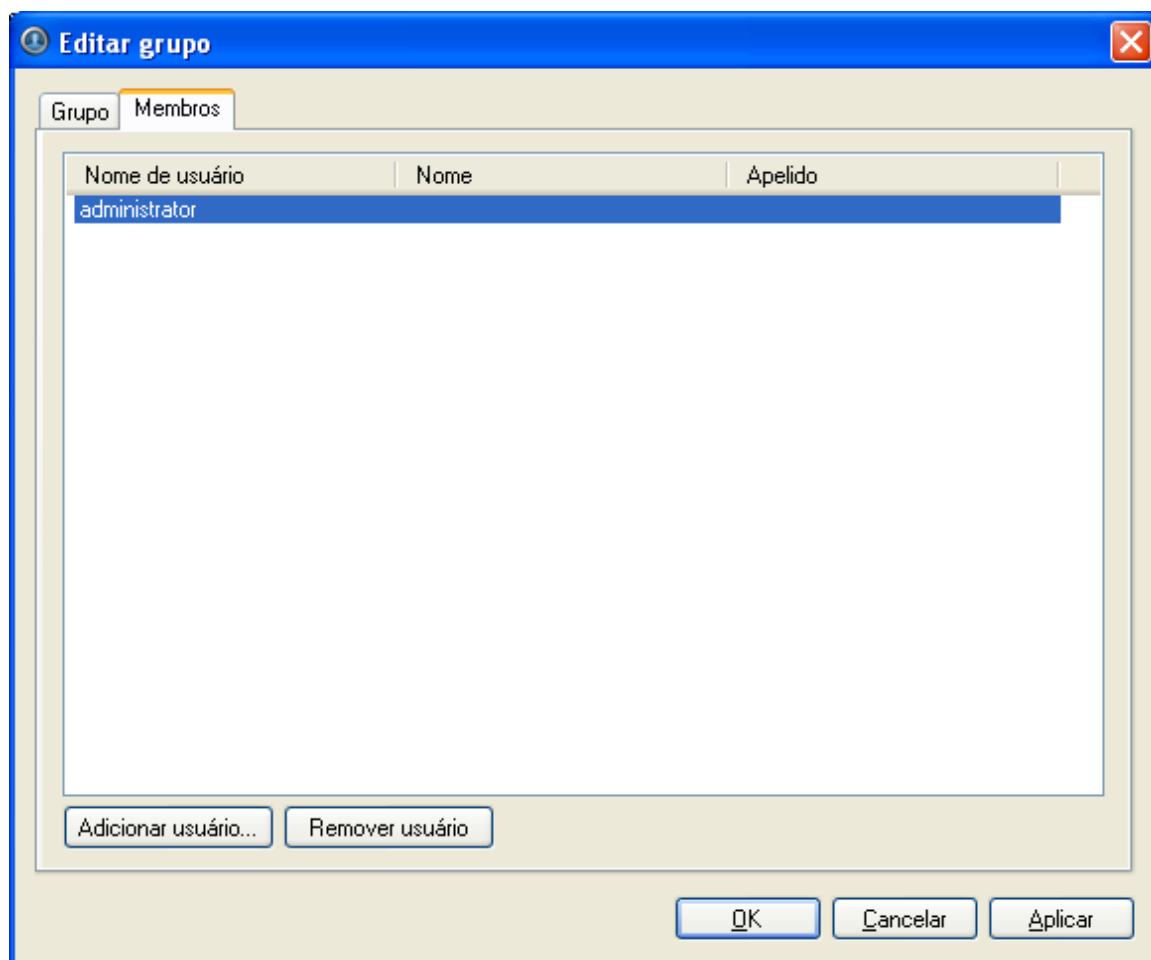 Editar grupo
Grupo Membros
Nome de usuário Nome Apelido
administrator
Adicionar usuário... Remover usuário
OK Cancelar Aplicar